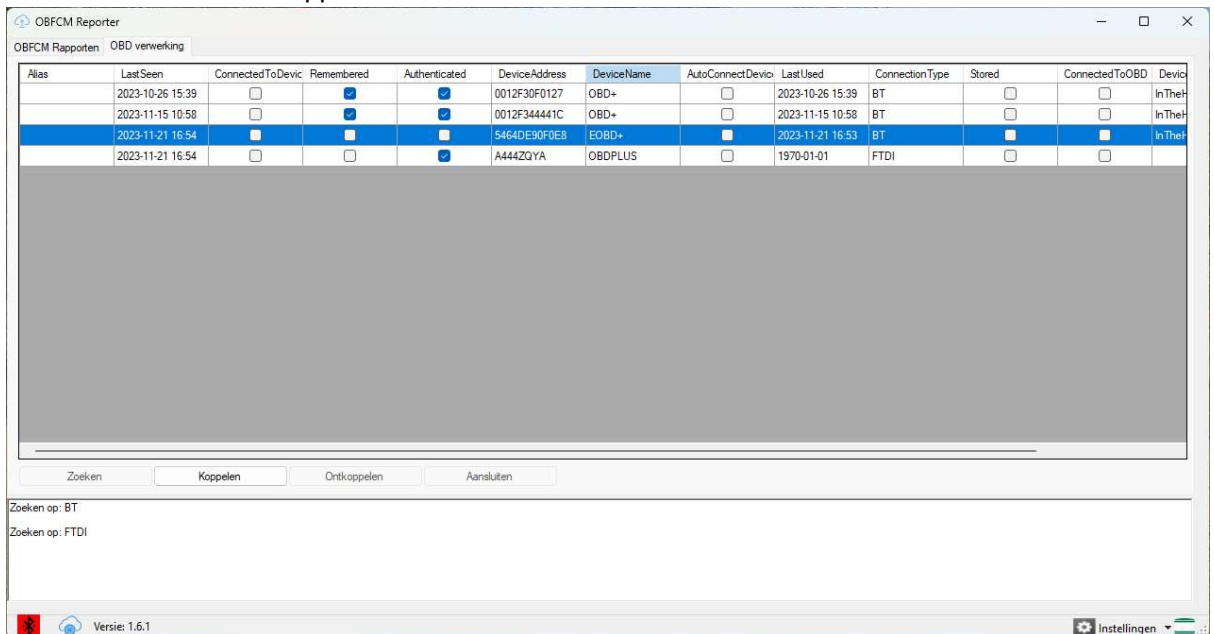 OBFCM Reporter
OBFCM Rapporten OBD verwerking
Alias LastSeen ConnectedToDevic Remembered Authenticated DeviceAddress DeviceName AutoConnectDevic LastUsed ConnectionType Stored ConnectedToOBD Devic
2023-10-26 15:39 0012F30F0127 OBD+ 2023-10-26 15:39 BT InTheH
2023-11-15 10:58 0012F344441C OBD+ 2023-11-15 10:58 BT InTheH
2023-11-21 16:54 5464DE90F0E8 EOBD+ 2023-11-21 16:53 BT InTheH
2023-11-21 16:54 A444ZQYA OBDPLUS 1970-01-01 FTDI
Zoeken Koppelen Ontkoppelen Aansluiten
Zoeken op: BT
Zoeken op: FTDI
Versie: 1.6.1 Instellingen